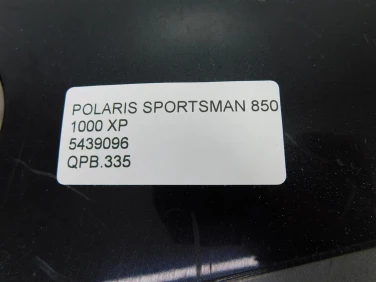 POLARIS SPORTSMAN 850
1000 XP
5439096
QPB.335